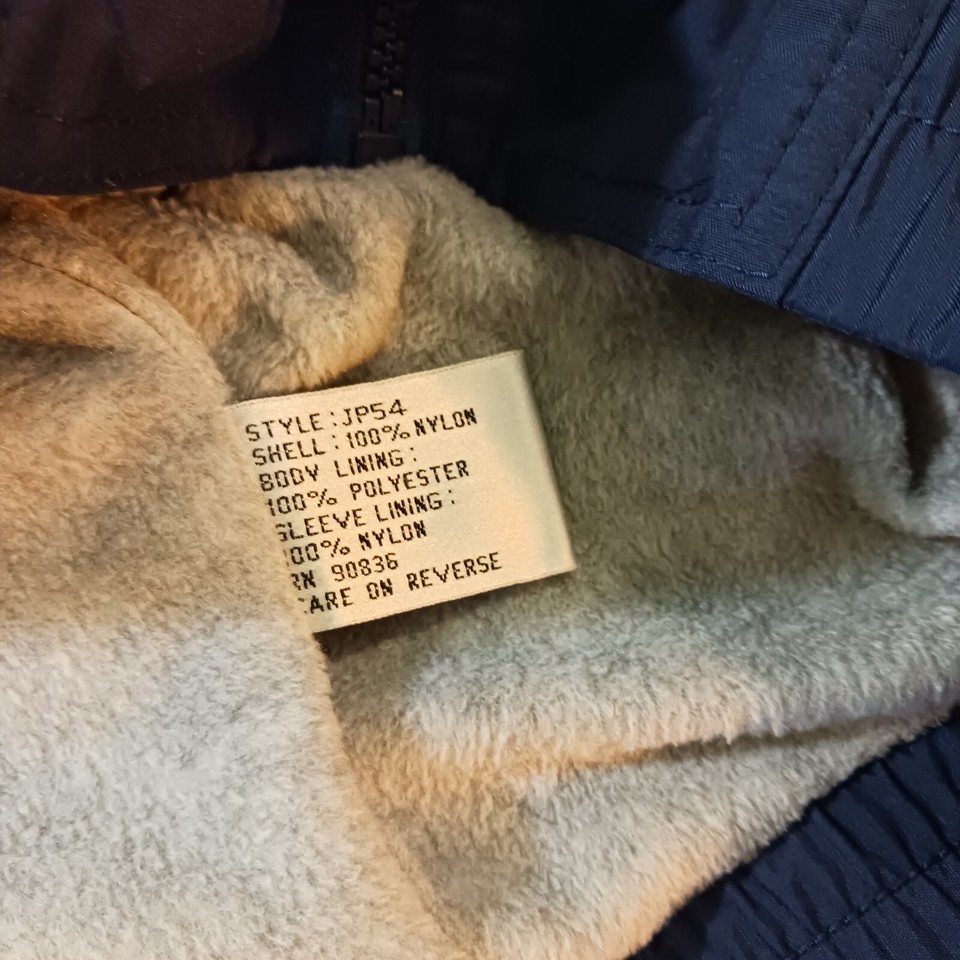 STYLE:JP54
SHELL:100% NYLON
BODY LINING:
100% POLYESTER
SLEEVE LINING:
100% NYLON
RN 90836
CARE ON REVERSE